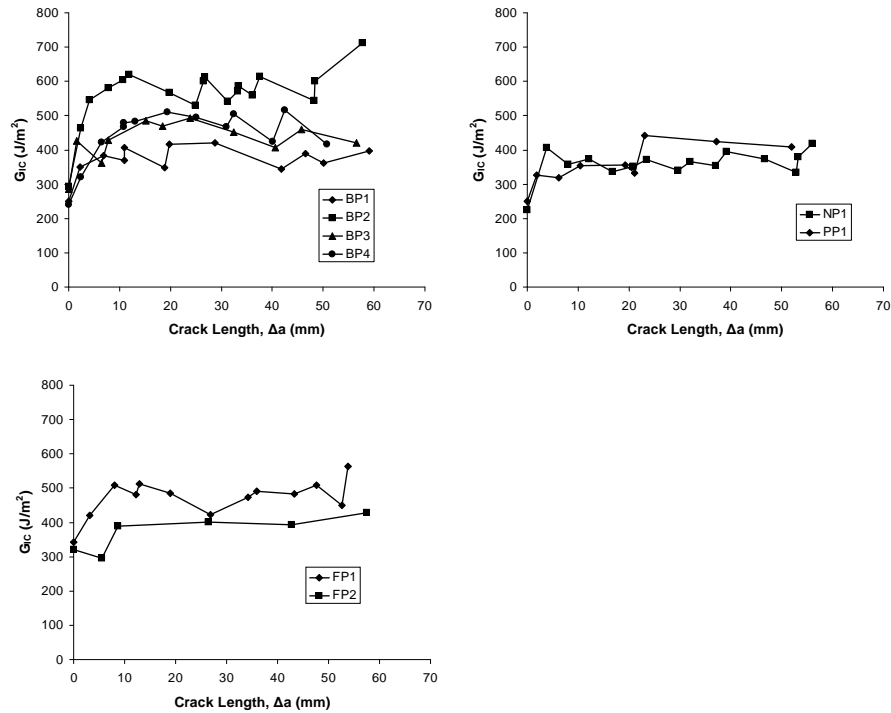 800
700
600
500
400
300
200
100
0
G_IC (J/m²)
0 10 20 30 40 50 60 70
Crack Length, Δa (mm)
BP1
BP2
BP3
BP4
800
700
600
500
400
300
200
100
0
G_IC (J/m²)
0 10 20 30 40 50 60 70
Crack Length, Δa (mm)
NP1
PP1
800
700
600
500
400
300
200
100
0
G_IC (J/m²)
0 10 20 30 40 50 60 70
Crack Length, Δa (mm)
FP1
FP2